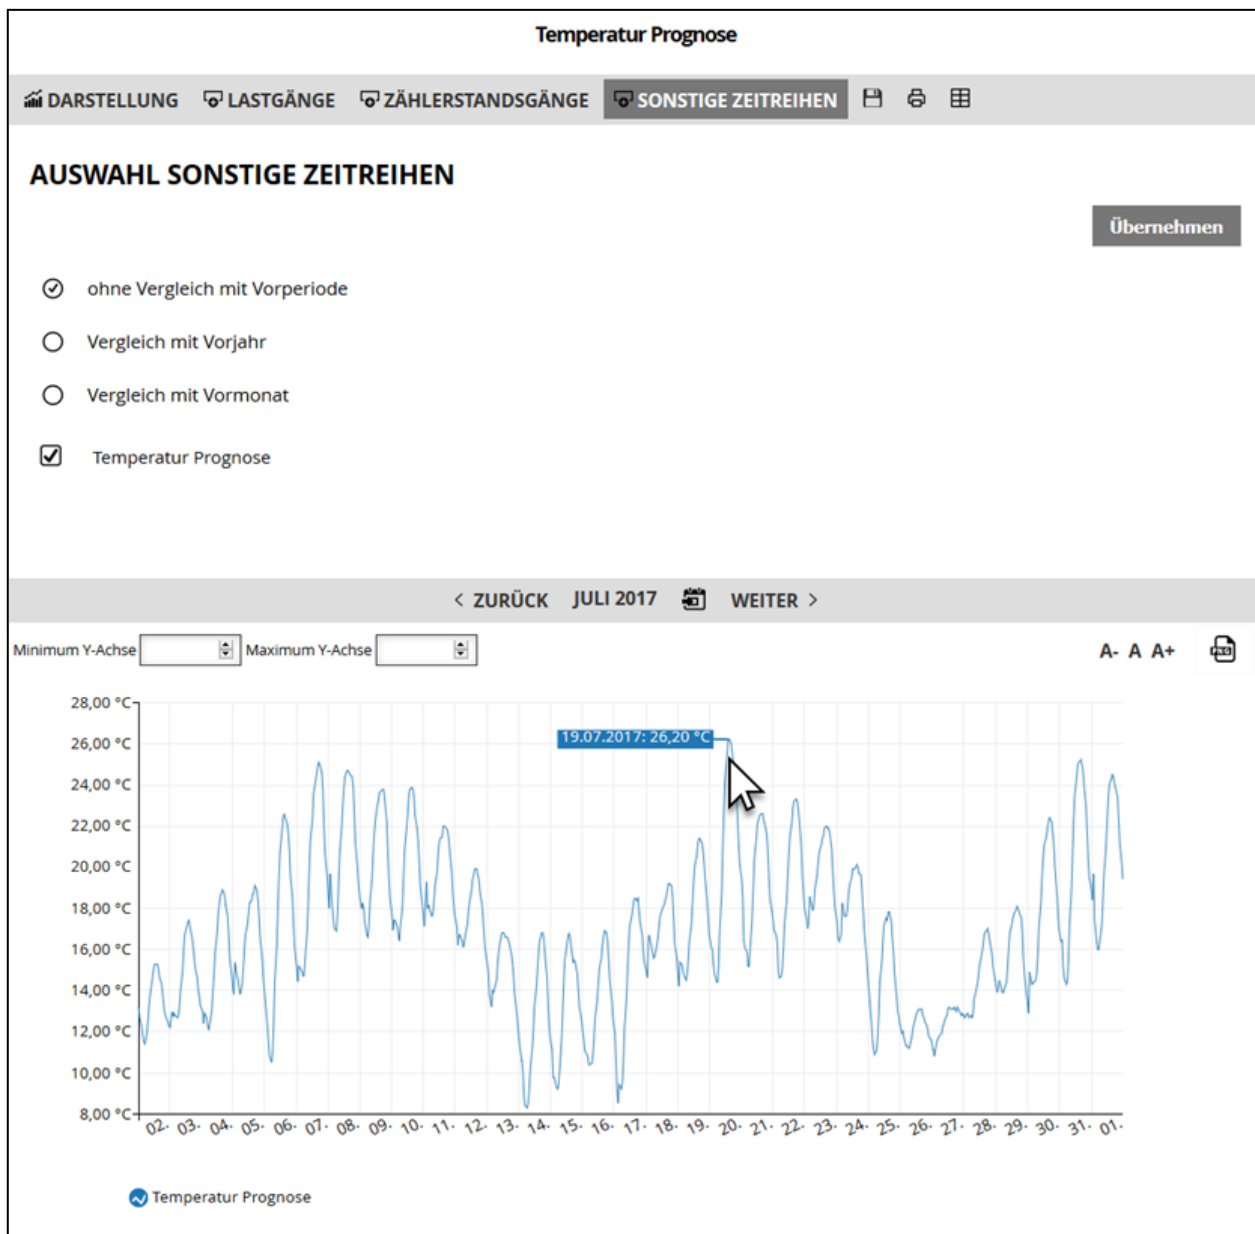 Temperatur Prognose
DARSTELLUNG LASTGÄNGE ZÄHLERSTANDSGÄNGE SONSTIGE ZEITREIHEN
AUSWAHL SONSTIGE ZEITREIHEN
Übernehmen
ohne Vergleich mit Vorperiode
Vergleich mit Vorjahr
Vergleich mit Vormonat
Temperatur Prognose
< ZURÜCK JULI 2017 WEITER >
Minimum Y-Achse Maximum Y-Achse A- A A+ PNG
28,00 °C
19.07.2017: 26,20 °C
26,00 °C
24,00 °C
22,00 °C
20,00 °C
18,00 °C
16,00 °C
14,00 °C
12,00 °C
10,00 °C
8,00 °C
02. 03. 04. 05. 06. 07. 08. 09. 10. 11. 12. 13. 14. 15. 16. 17. 18. 19. 20. 21. 22. 23. 24. 25. 26. 27. 28. 29. 30. 31. 01.
Temperatur Prognose